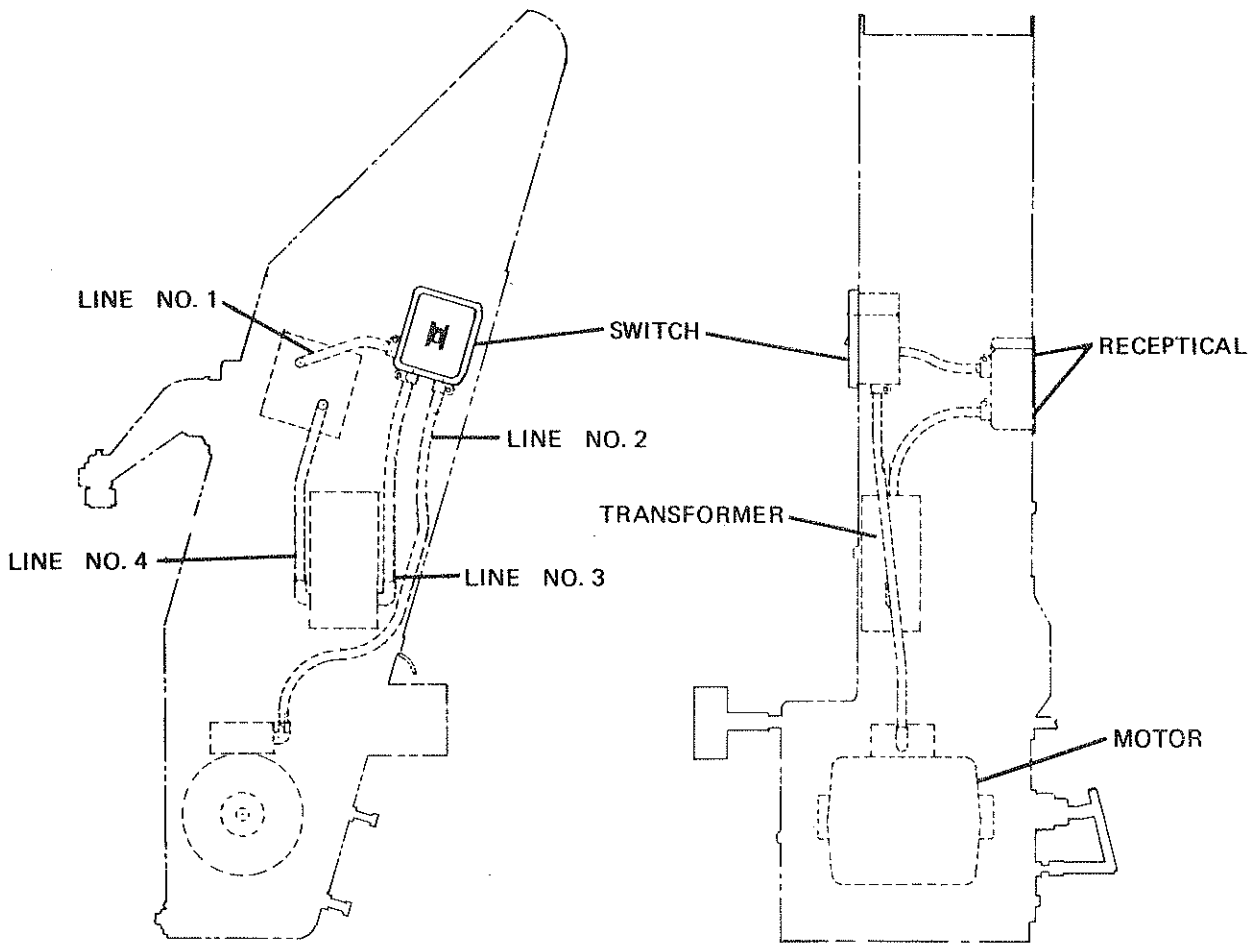 LINE NO. 1
SWITCH
RECEPTICAL
LINE NO. 2
TRANSFORMER
LINE NO. 4
LINE NO. 3
MOTOR